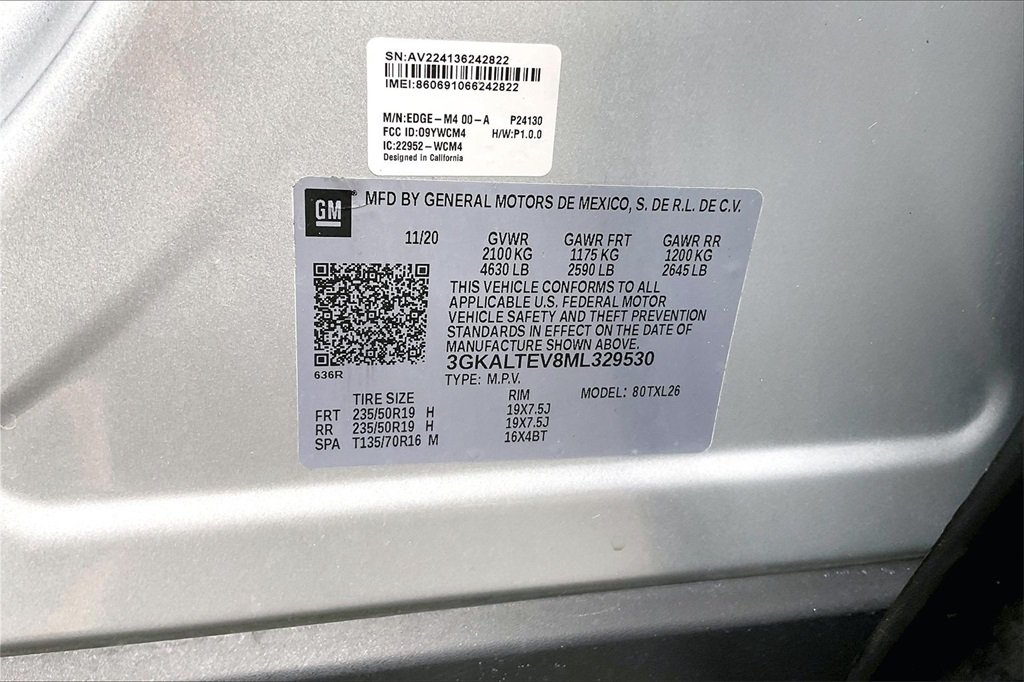 SN:AV224136242822
IMEI:860691066242822
M/N:EDGE-M4 00-A P24130
FCC ID:O9YWCM4 H/W:P1.0.0
IC:22952-WCM4
Designed in California
GM ® MFD BY GENERAL MOTORS DE MEXICO, S. DE R.L. DE C.V.
11/20 GVWR GAWR FRT GAWR RR
2100 KG 1175 KG 1200 KG
4630 LB 2590 LB 2645 LB
THIS VEHICLE CONFORMS TO ALL
APPLICABLE U.S. FEDERAL MOTOR
VEHICLE SAFETY AND THEFT PREVENTION
STANDARDS IN EFFECT ON THE DATE OF
MANUFACTURE SHOWN ABOVE.
3GKALTEV8ML329530
636R
TYPE: M.P.V. MODEL: 80TXL26
TIRE SIZE RIM
FRT 235/50R19 H 19X7.5J
RR 235/50R19 H 19X7.5J
SPA T135/70R16 M 16X4BT